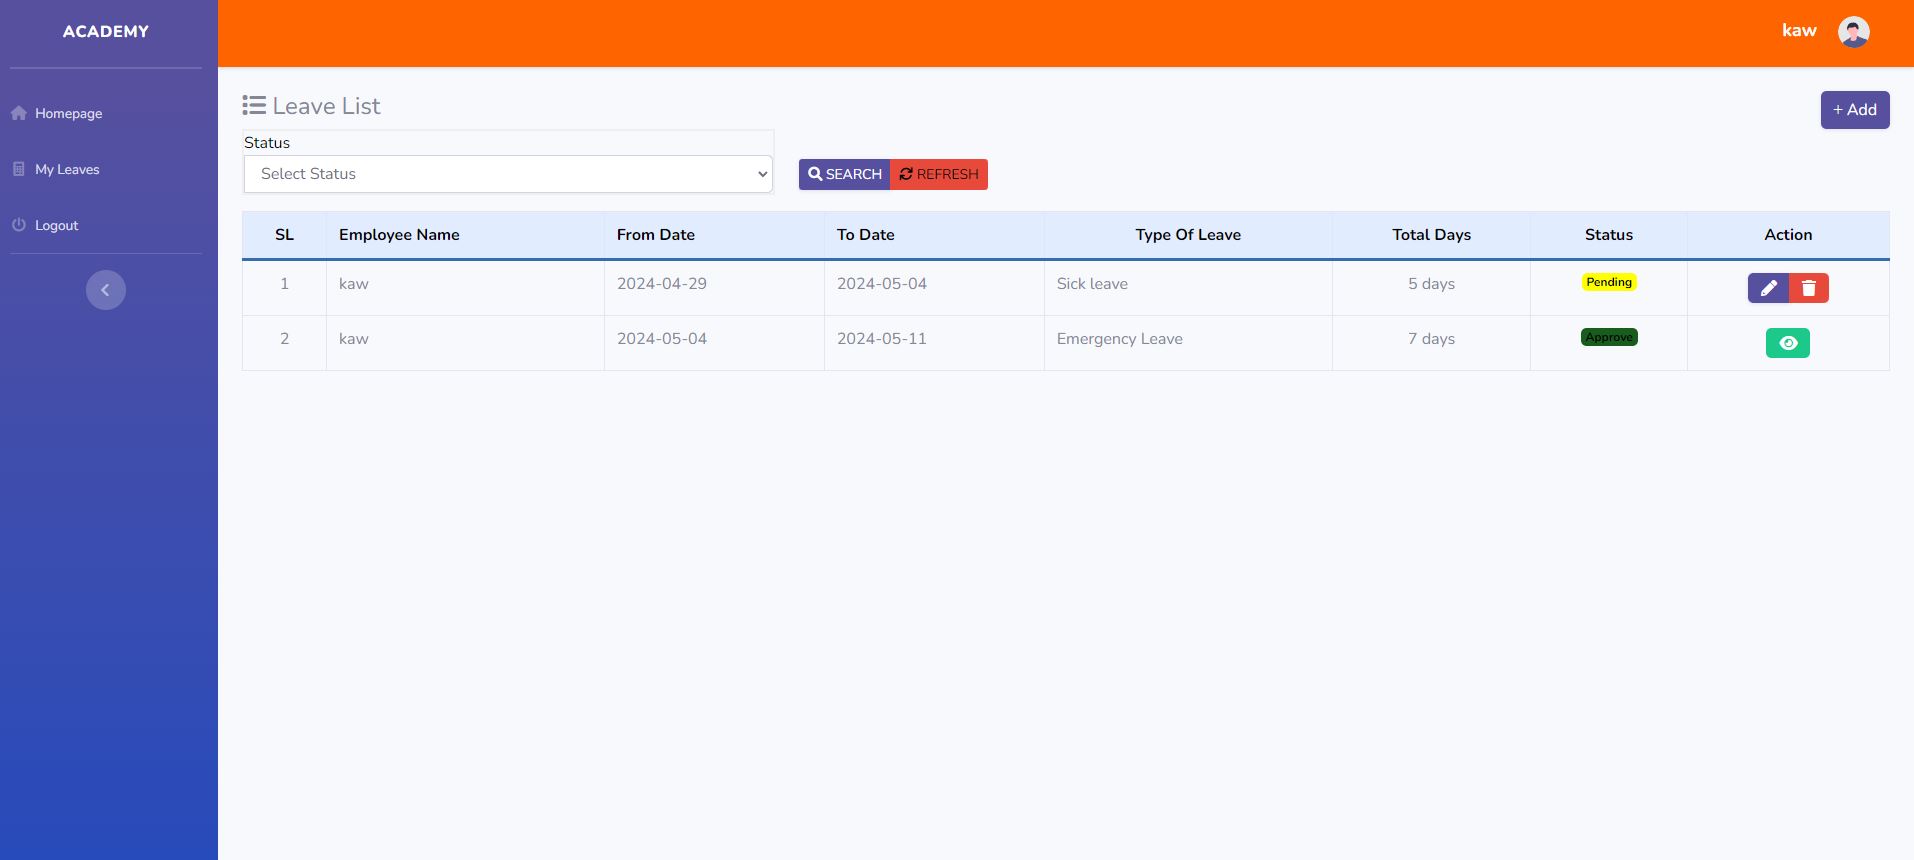 ACADEMY
kaw
Homepage
My Leaves
Logout
Leave List
+ Add
Status
Select Status
SEARCH REFRESH
SL Employee Name From Date To Date Type Of Leave Total Days Status Action
1 kaw 2024-04-29 2024-05-04 Sick leave 5 days Pending
2 kaw 2024-05-04 2024-05-11 Emergency Leave 7 days Approve